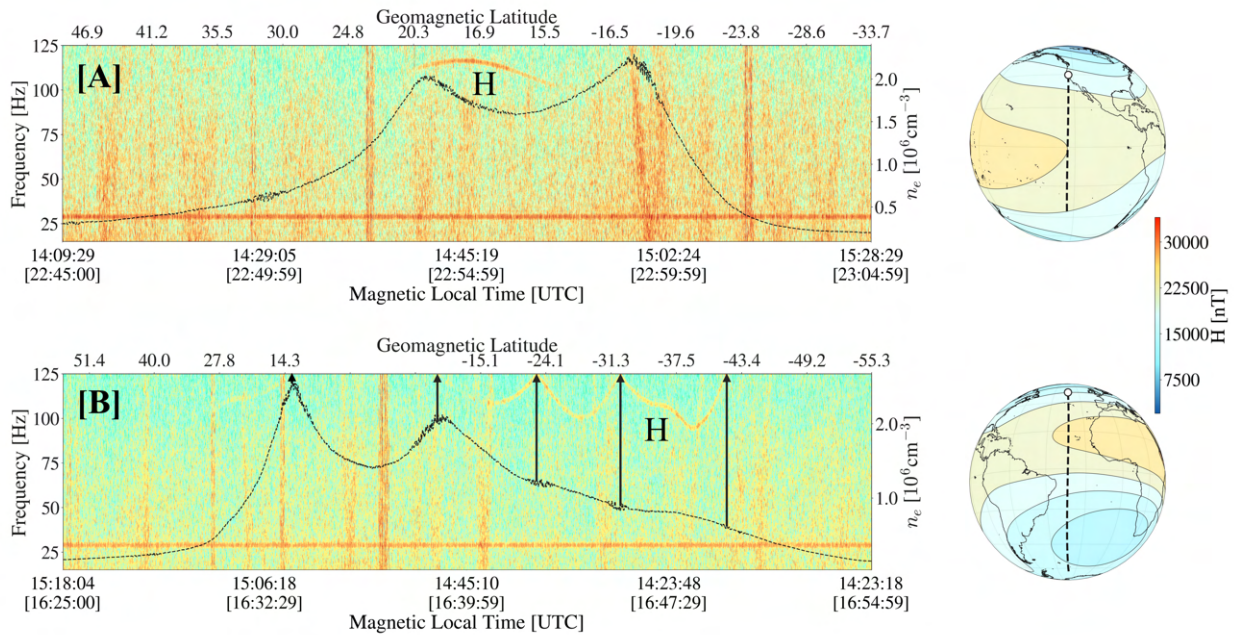 Geomagnetic Latitude
46.9 41.2 35.5 30.0 24.8 20.3 16.9 15.5 -16.5 -19.6 -23.8 -28.6 -33.7
[A]
H
125
100
75
50
25
Frequency [Hz]
2.0
1.5
1.0
0.5
nₑ [10⁶ cm⁻³]
14:09:29 14:29:05 14:45:19 15:02:24 15:28:29
[22:45:00] [22:49:59] [22:54:59] [22:59:59] [23:04:59]
Magnetic Local Time [UTC]
30000
22500
15000
7500
H [nT]
Geomagnetic Latitude
51.4 40.0 27.8 14.3 -15.1 -24.1 -31.3 -37.5 -43.4 -49.2 -55.3
[B]
H
125
100
75
50
25
Frequency [Hz]
2.0
1.0
nₑ [10⁶ cm⁻³]
15:18:04 15:06:18 14:45:10 14:23:48 14:23:18
[16:25:00] [16:32:29] [16:39:59] [16:47:29] [16:54:59]
Magnetic Local Time [UTC]